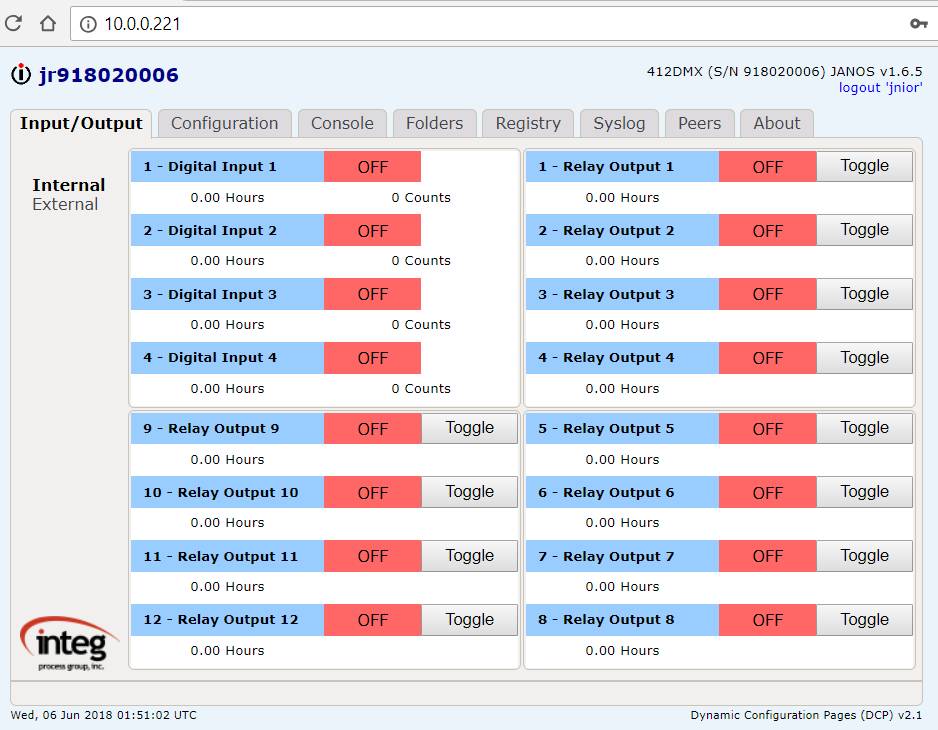 10.0.0.221
jr918020006
412DMX (S/N 918020006) JANOS v1.6.5
logout 'jnior'
Input/Output Configuration Console Folders Registry Syslog Peers About
Internal
External
1 - Digital Input 1 OFF
0.00 Hours 0 Counts
2 - Digital Input 2 OFF
0.00 Hours 0 Counts
3 - Digital Input 3 OFF
0.00 Hours 0 Counts
4 - Digital Input 4 OFF
0.00 Hours 0 Counts
1 - Relay Output 1 OFF Toggle
0.00 Hours
2 - Relay Output 2 OFF Toggle
0.00 Hours
3 - Relay Output 3 OFF Toggle
0.00 Hours
4 - Relay Output 4 OFF Toggle
0.00 Hours
9 - Relay Output 9 OFF Toggle
0.00 Hours
10 - Relay Output 10 OFF Toggle
0.00 Hours
11 - Relay Output 11 OFF Toggle
0.00 Hours
12 - Relay Output 12 OFF Toggle
0.00 Hours
5 - Relay Output 5 OFF Toggle
0.00 Hours
6 - Relay Output 6 OFF Toggle
0.00 Hours
7 - Relay Output 7 OFF Toggle
0.00 Hours
8 - Relay Output 8 OFF Toggle
0.00 Hours
integ
process group, inc.
Wed, 06 Jun 2018 01:51:02 UTC
Dynamic Configuration Pages (DCP) v2.1